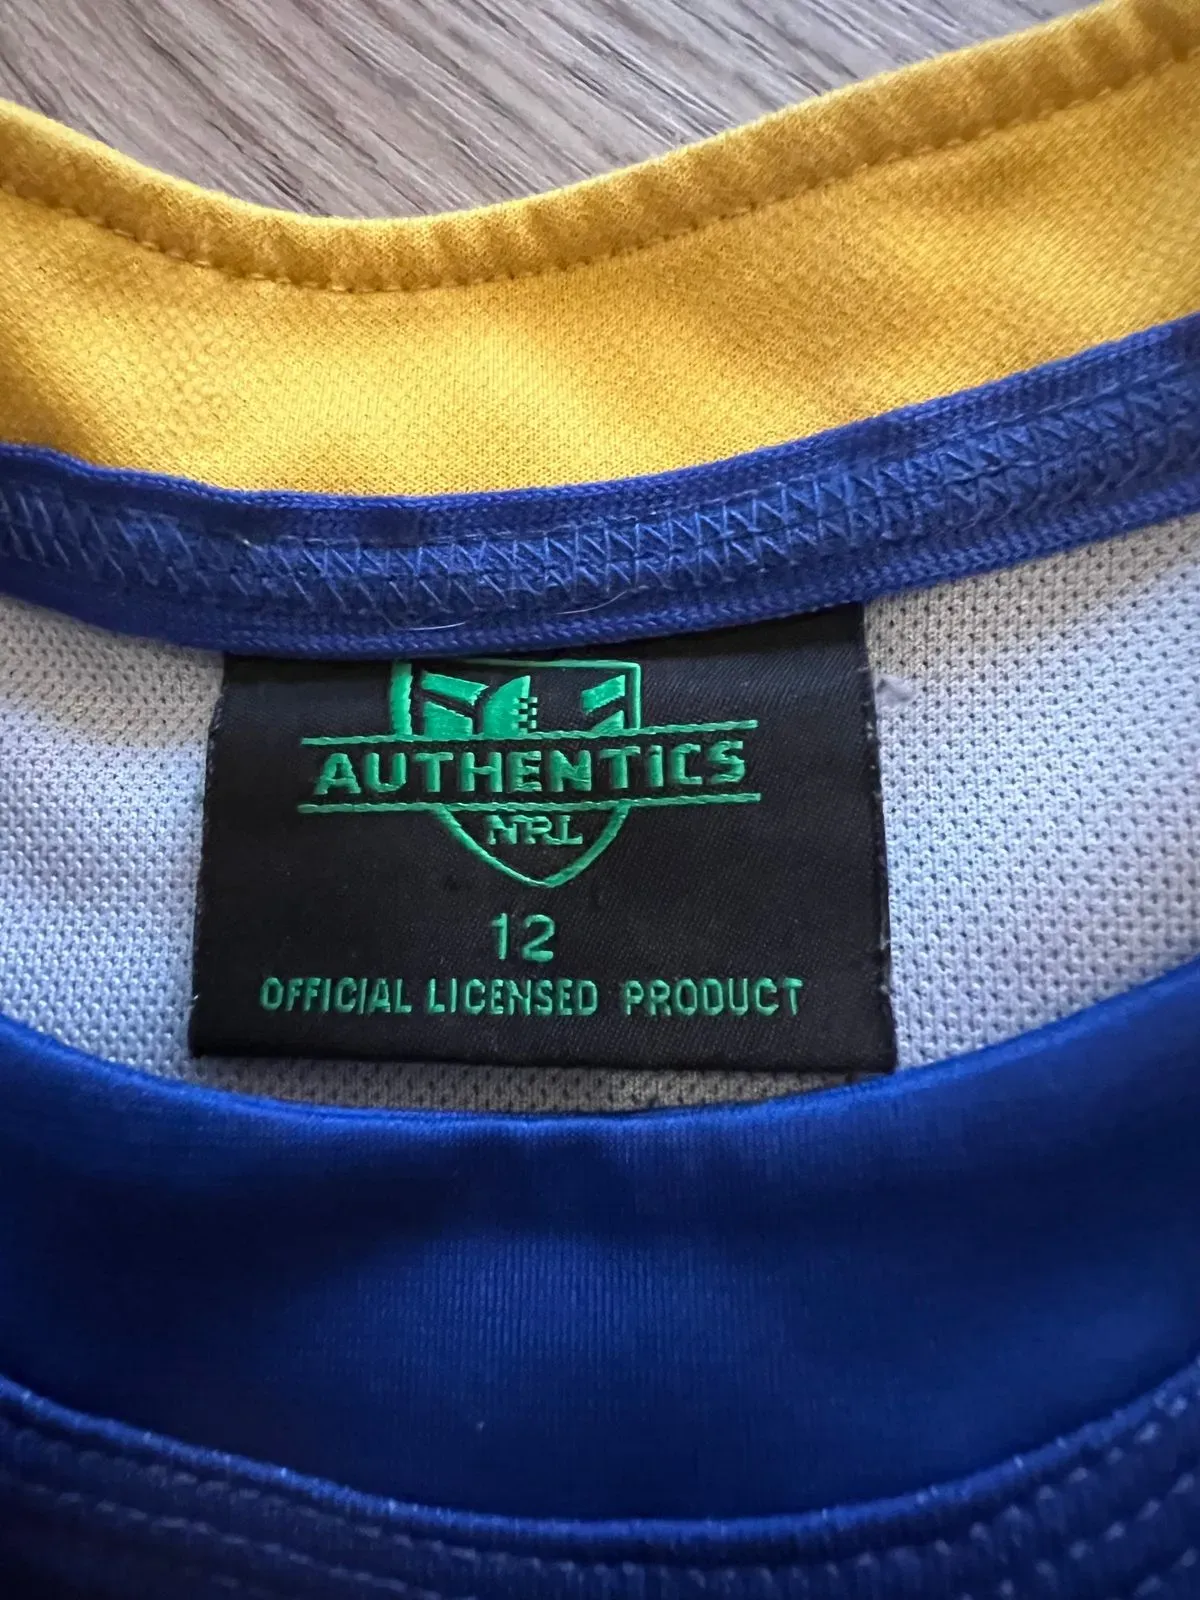 AUTHENTiCS
NRL
12
OFFICIAL LICENSED PRODUCT